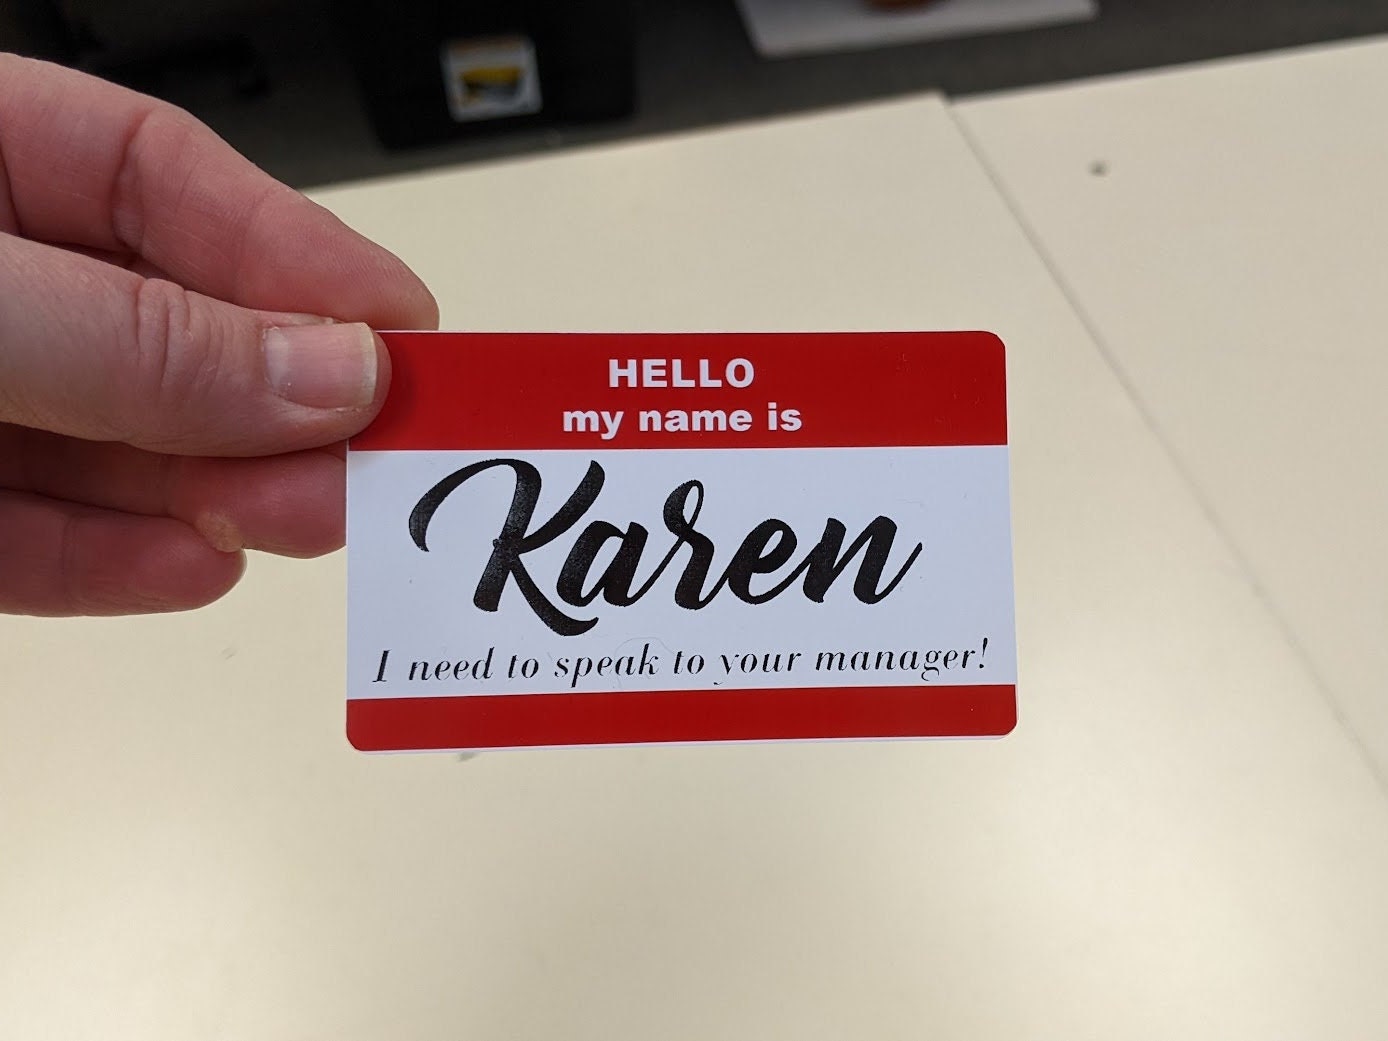 HELLO
my name is
Karen
I need to speak to your manager!